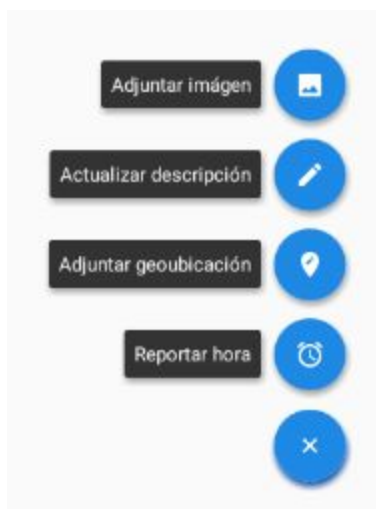 Adjuntar imágen
Actualizar descripción
Adjuntar geoubicación
Reportar hora